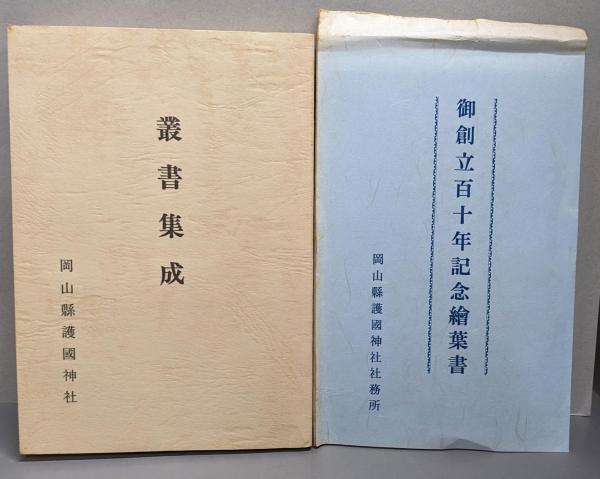 御創立百十年記念繪葉書
岡山縣護國神社社務所
叢書集成
岡山縣護國神社